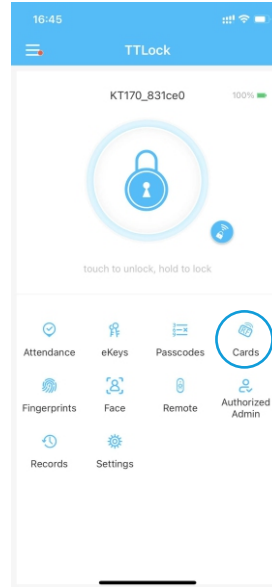 16:45
TTLock
KT170_831ce0 100%
touch to unlock, hold to lock
Attendance eKeys Passcodes Cards
Fingerprints Face Remote Authorized
Admin
Records Settings